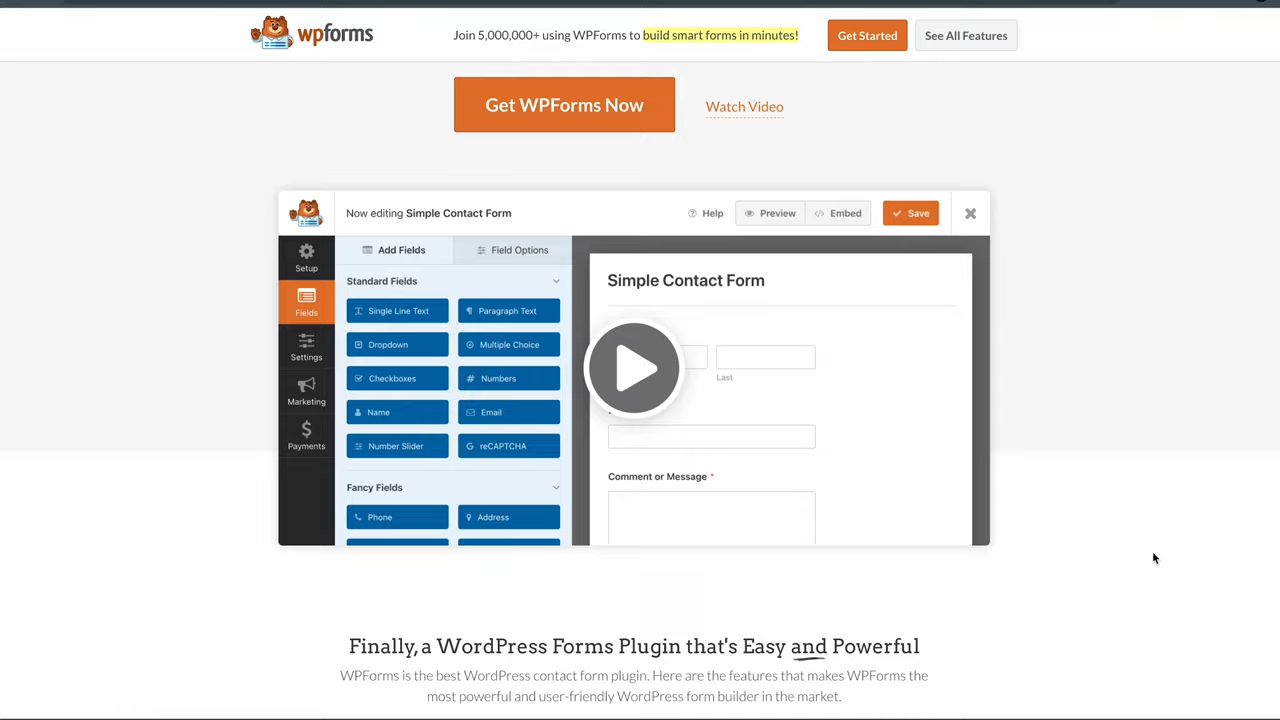 wpforms
Join 5,000,000+ using WPForms to build smart forms in minutes!
Get Started
See All Features
Get WPForms Now
Watch Video
Now editing Simple Contact Form
Help
Preview
Embed
Save
Setup
Fields
Settings
Marketing
Payments
Add Fields
Field Options
Standard Fields
Single Line Text
Paragraph Text
Dropdown
Multiple Choice
Checkboxes
Numbers
Name
Email
Number Slider
reCAPTCHA
Fancy Fields
Phone
Address
Simple Contact Form
Last
Comment or Message *
Finally, a WordPress Forms Plugin that's Easy and Powerful
WPForms is the best WordPress contact form plugin. Here are the features that makes WPForms the
most powerful and user-friendly WordPress form builder in the market.